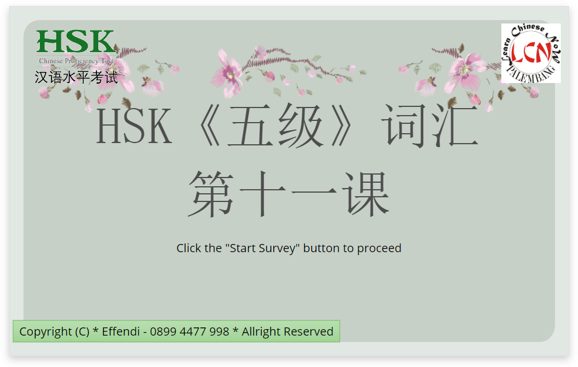 HSK
Chinese Proficiency Test
汉语水平考试
Learn Chinese Now
LCN
PALEMBANG
HSK《五级》词汇
第十一课
Click the "Start Survey" button to proceed
Copyright (C) * Effendi - 0899 4477 998 * Allright Reserved